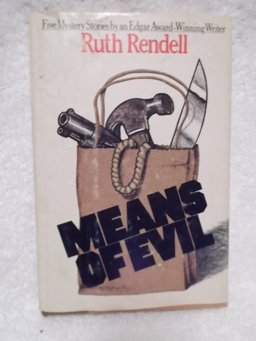 Five Mystery Stories by an Edgar Award-Winning Writer
Ruth Rendell
MEANS
OF EVIL